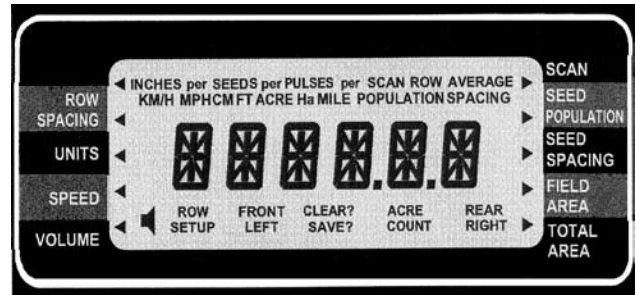 INCHES per SEEDS per PULSES per SCAN ROW AVERAGE
KM/H MPH CM FT ACRE Ha MILE POPULATION SPACING
ROW
SPACING
UNITS
SPEED
VOLUME
ROW FRONT CLEAR? ACRE REAR
SETUP LEFT SAVE? COUNT RIGHT
SCAN
SEED
POPULATION
SEED
SPACING
FIELD
AREA
TOTAL
AREA